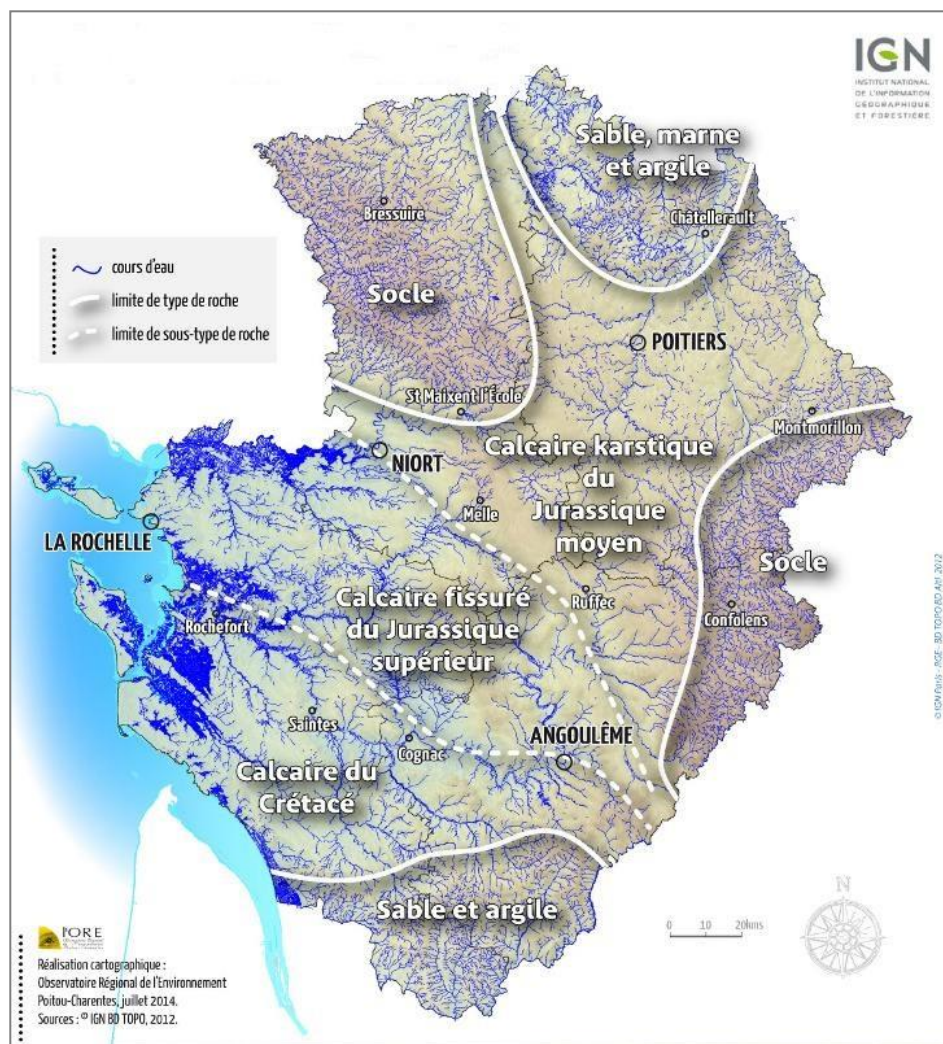 IGN
INSTITUT NATIONAL
DE L'INFORMATION
GÉOGRAPHIQUE
ET FORESTIÈRE
Sable, marne
et argile
Châtellerault
Bressuire
cours d'eau
limite de type de roche
limite de sous-type de roche
Socle
POITIERS
St Maixent l'École
Montmorillon
Calcaire karstique
du
Jurassique
moyen
NIORT
Melle
LA ROCHELLE
Socle
Ruffec
Confolens
Calcaire fissuré
du Jurassique
supérieur
Rochefort
Saintes
Cognac
ANGOULÊME
Calcaire du
Crétacé
Sable et argile
0 10 20kms
N
l'ORE
Réalisation cartographique :
Observatoire Régional de l'Environnement
Poitou-Charentes, juillet 2014.
Sources : © IGN BD TOPO, 2012.